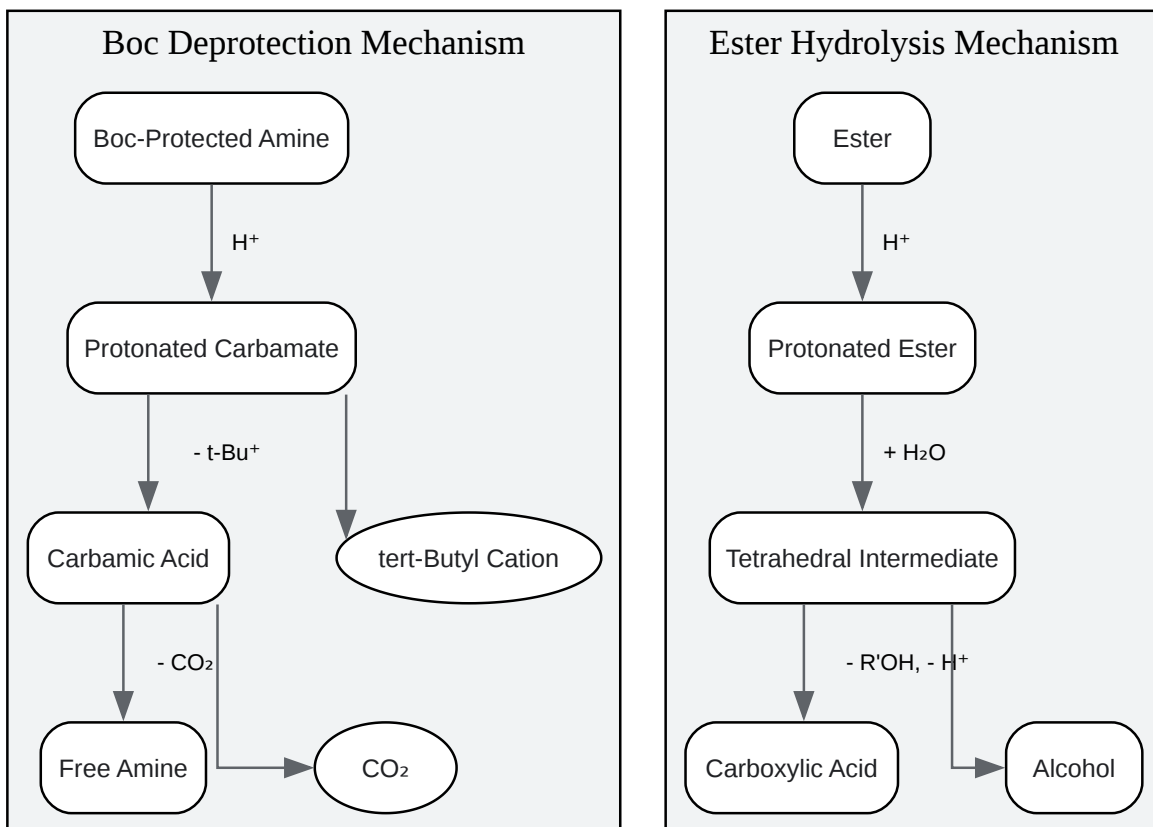 Boc Deprotection Mechanism
Boc-Protected Amine
H⁺
Protonated Carbamate
- t-Bu⁺
Carbamic Acid
tert-Butyl Cation
- CO₂
Free Amine
CO₂
Ester Hydrolysis Mechanism
Ester
H⁺
Protonated Ester
+ H₂O
Tetrahedral Intermediate
- R'OH, - H⁺
Carboxylic Acid
Alcohol